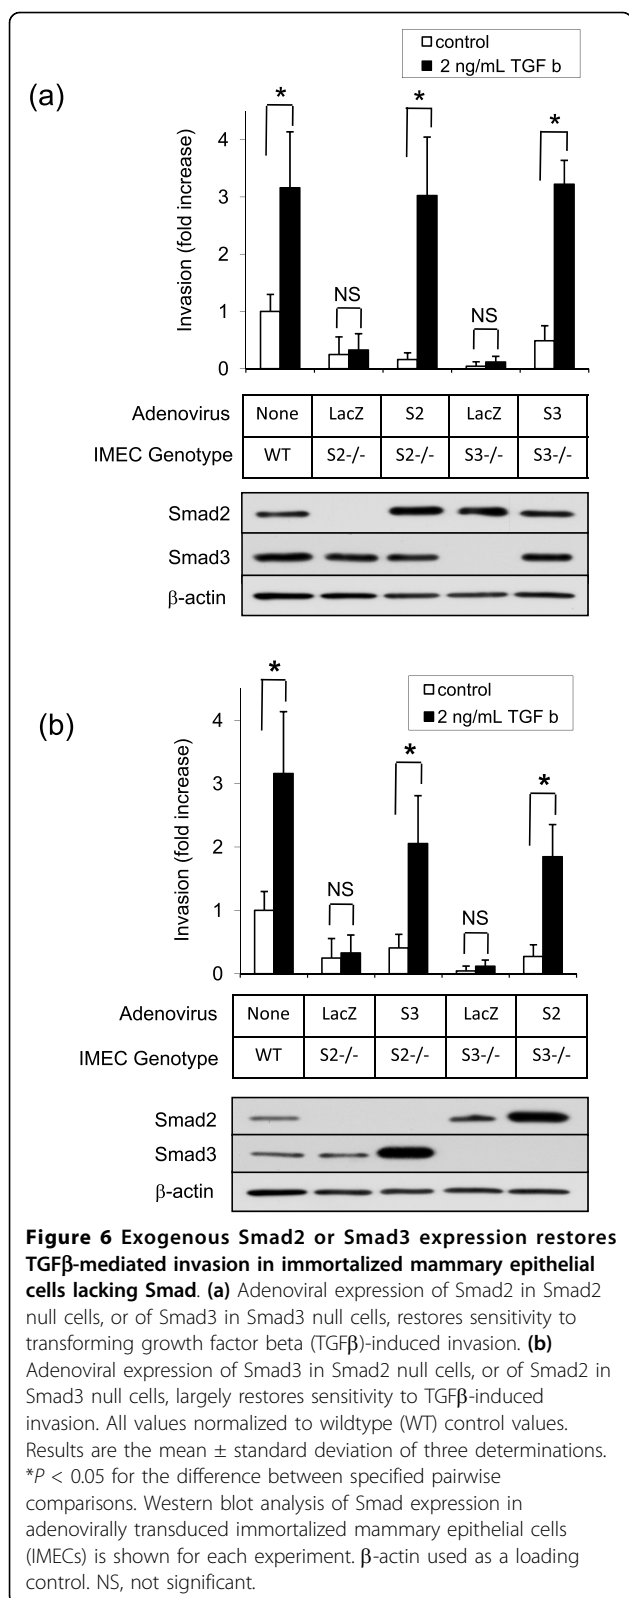 control
2 ng/mL TGF b
(a)
* * *
4
3
2
1
0
Invasion (fold increase)
NS NS
Adenovirus None LacZ S2 LacZ S3
IMEC Genotype WT S2-/- S2-/- S3-/- S3-/-
Smad2
Smad3
β-actin
control
2 ng/mL TGF b
(b)
* * *
4
3
2
1
0
Invasion (fold increase)
NS NS
Adenovirus None LacZ S3 LacZ S2
IMEC Genotype WT S2-/- S2-/- S3-/- S3-/-
Smad2
Smad3
β-actin
Figure 6 Exogenous Smad2 or Smad3 expression restores
TGFβ-mediated invasion in immortalized mammary epithelial
cells lacking Smad. (a) Adenoviral expression of Smad2 in Smad2
null cells, or of Smad3 in Smad3 null cells, restores sensitivity to
transforming growth factor beta (TGFβ)-induced invasion. (b)
Adenoviral expression of Smad3 in Smad2 null cells, or of Smad2 in
Smad3 null cells, largely restores sensitivity to TGFβ-induced
invasion. All values normalized to wildtype (WT) control values.
Results are the mean ± standard deviation of three determinations.
*P < 0.05 for the difference between specified pairwise
comparisons. Western blot analysis of Smad expression in
adenovirally transduced immortalized mammary epithelial cells
(IMECs) is shown for each experiment. β-actin used as a loading
control. NS, not significant.